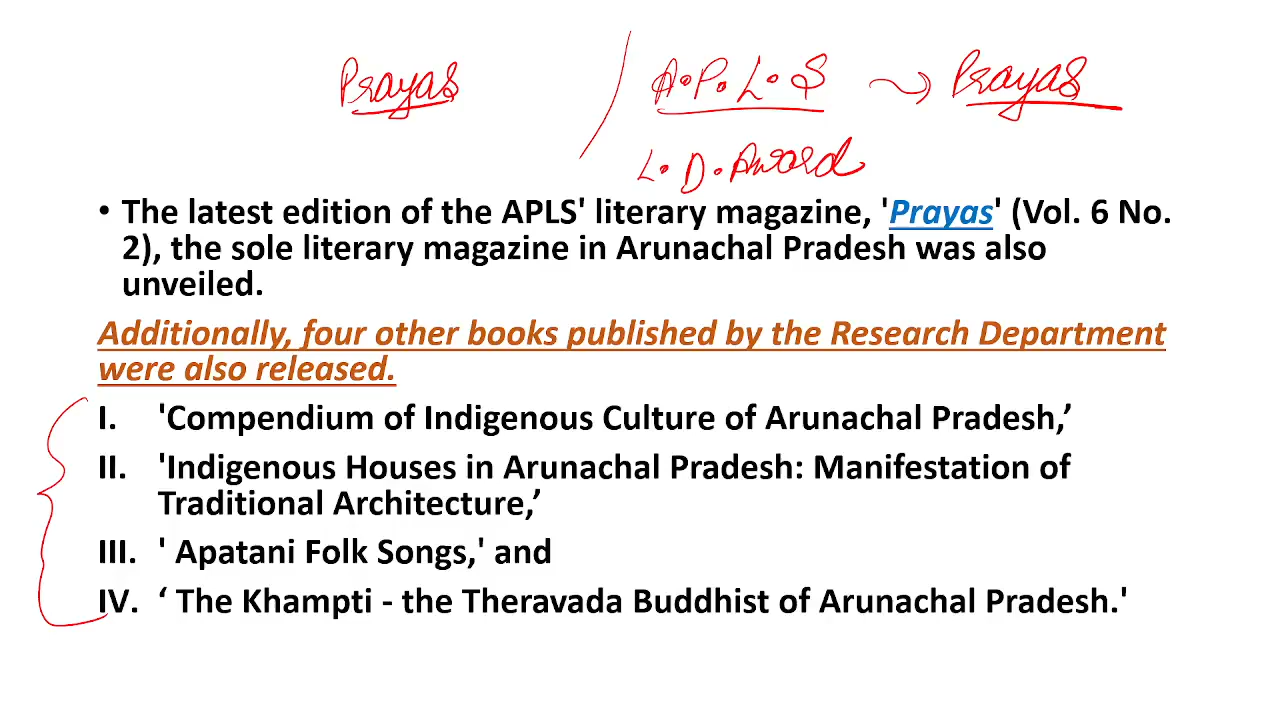 Prayas
A.P.L.S
Prayas
L.D.Award
• The latest edition of the APLS' literary magazine, 'Prayas' (Vol. 6 No.
2), the sole literary magazine in Arunachal Pradesh was also
unveiled.
Additionally, four other books published by the Research Department
were also released.
I. 'Compendium of Indigenous Culture of Arunachal Pradesh,’
II. 'Indigenous Houses in Arunachal Pradesh: Manifestation of
Traditional Architecture,’
III. ' Apatani Folk Songs,' and
IV. ‘ The Khampti - the Theravada Buddhist of Arunachal Pradesh.'